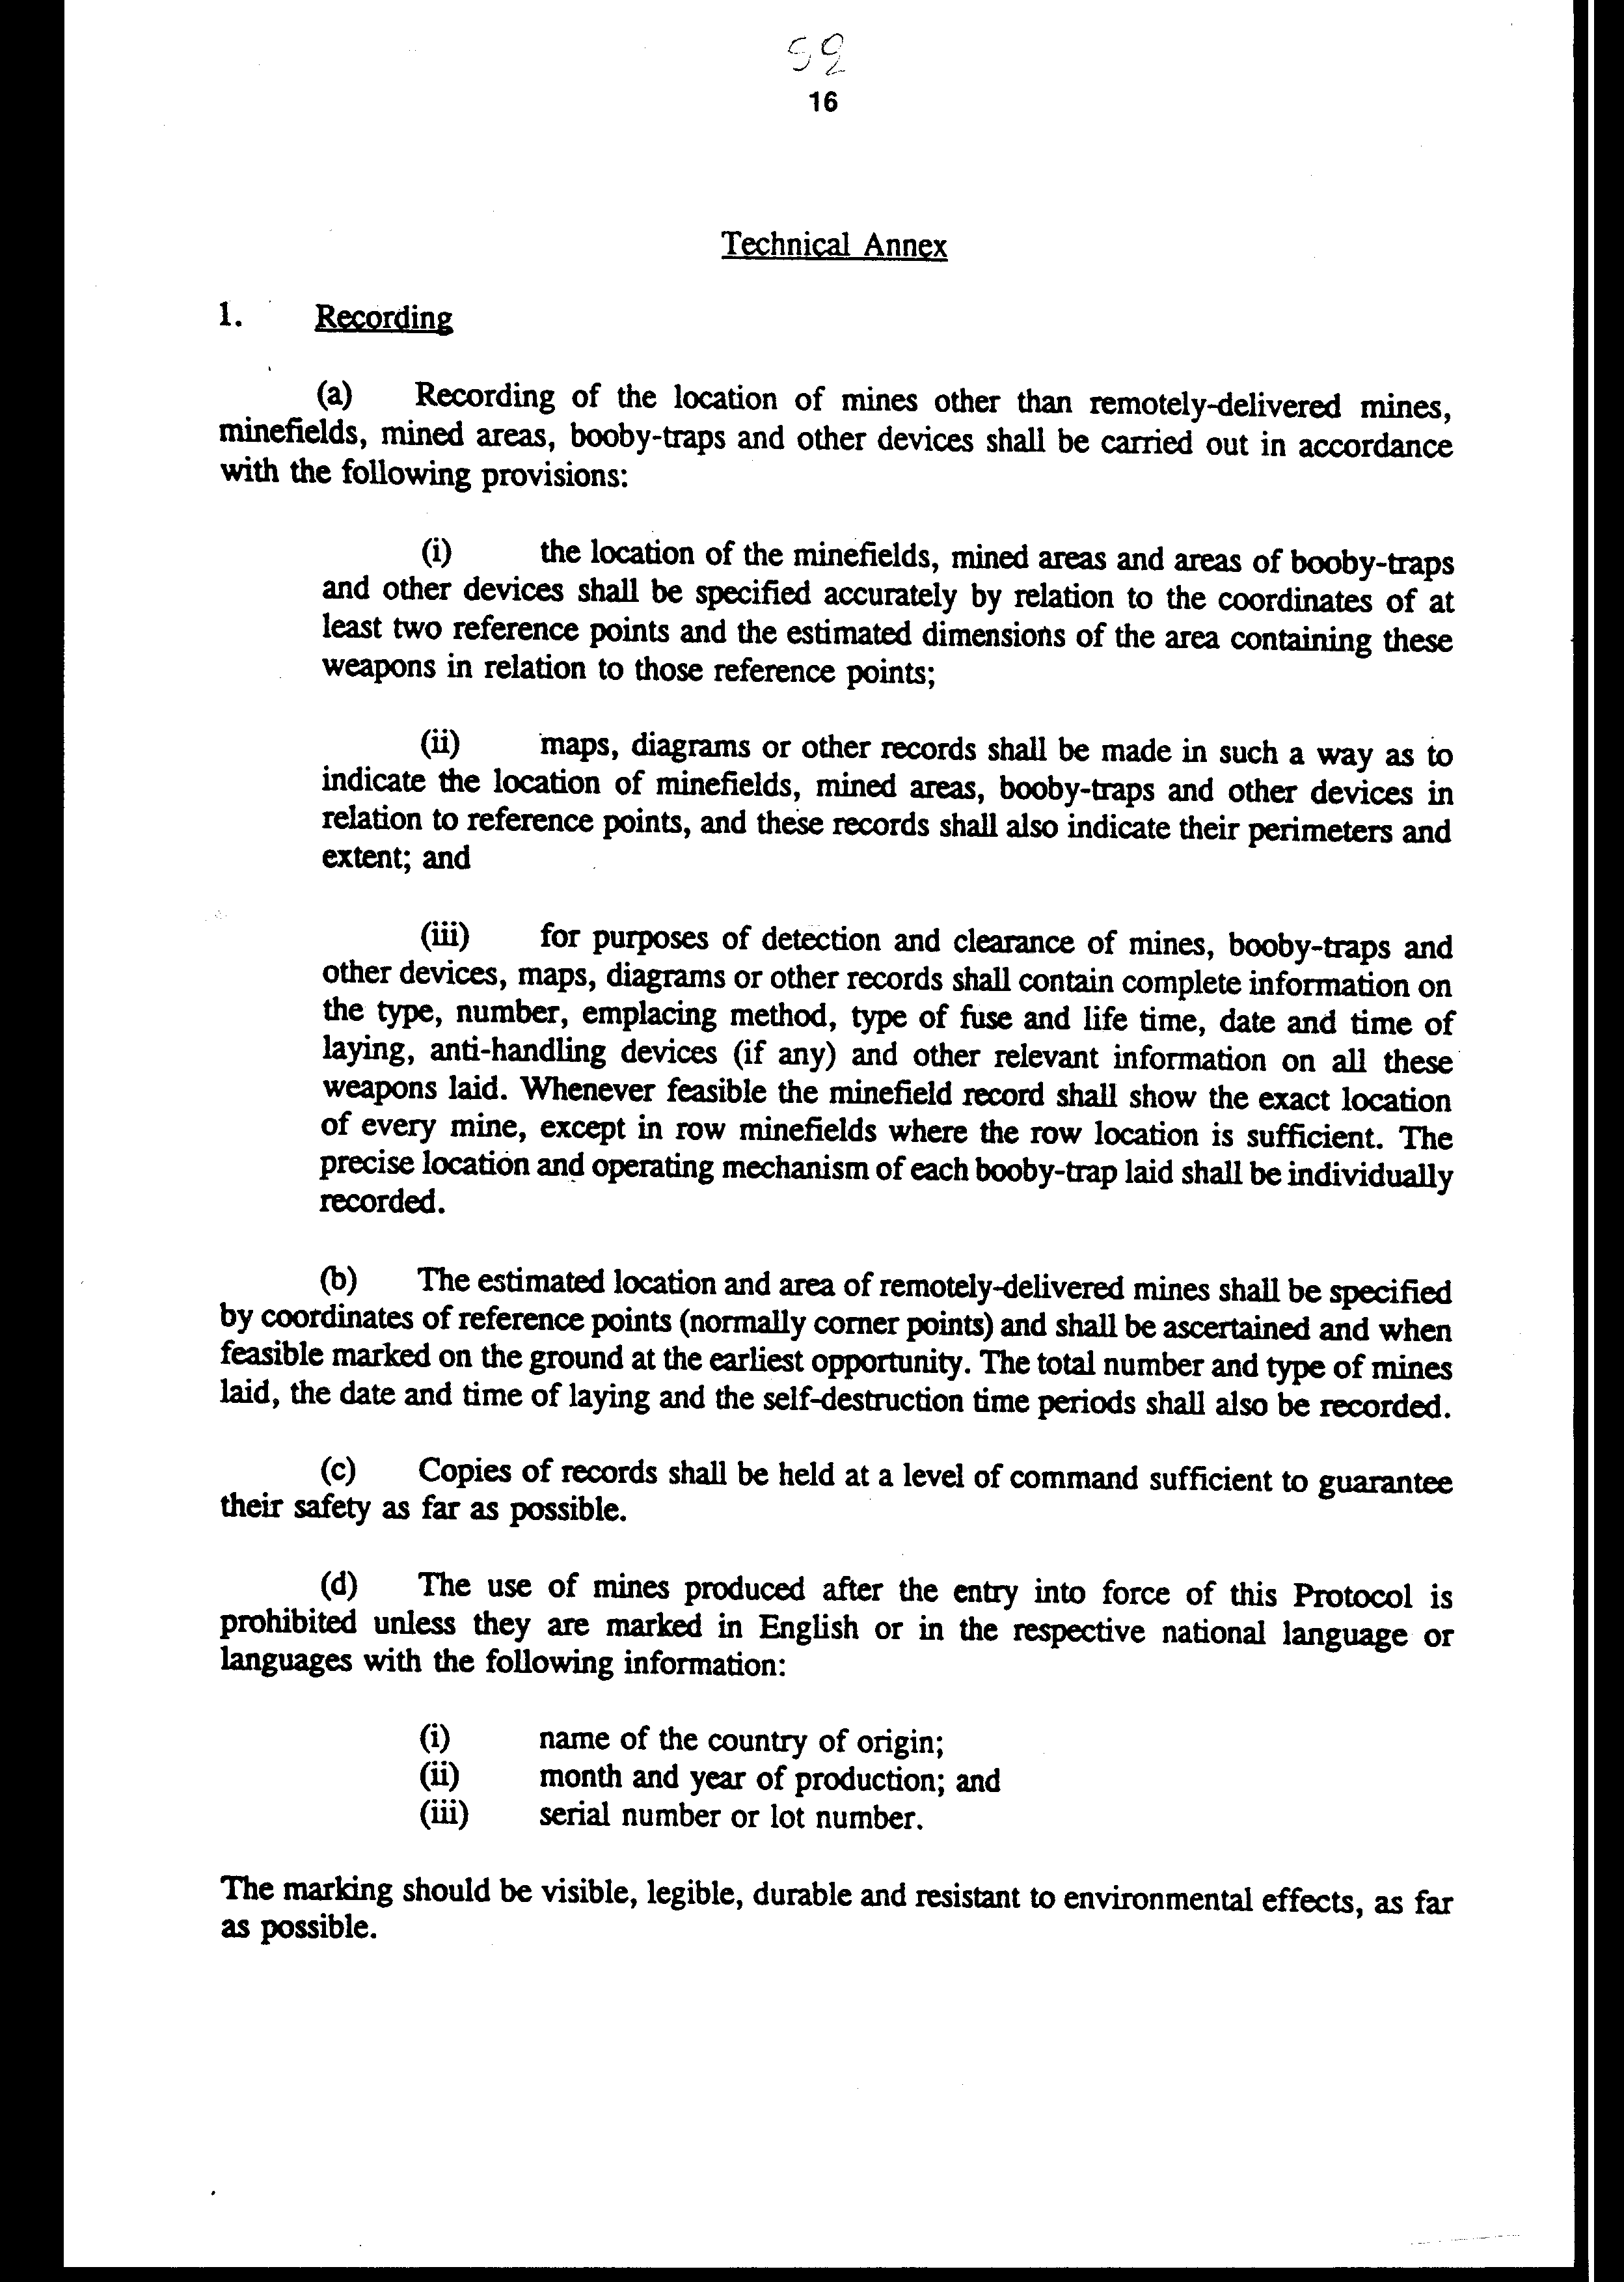 59
16
Technical Annex
1. Recording
(a) Recording of the location of mines other than remotely-delivered mines,
minefields, mined areas, booby-traps and other devices shall be carried out in accordance
with the following provisions:
(i) the location of the minefields, mined areas and areas of booby-traps
and other devices shall be specified accurately by relation to the coordinates of at
least two reference points and the estimated dimensions of the area containing these
weapons in relation to those reference points;
(ii) maps, diagrams or other records shall be made in such a way as to
indicate the location of minefields, mined areas, booby-traps and other devices in
relation to reference points, and these records shall also indicate their perimeters and
extent; and
(iii) for purposes of detection and clearance of mines, booby-traps and
other devices, maps, diagrams or other records shall contain complete information on
the type, number, emplacing method, type of fuse and life time, date and time of
laying, anti-handling devices (if any) and other relevant information on all these
weapons laid. Whenever feasible the minefield record shall show the exact location
of every mine, except in row minefields where the row location is sufficient. The
precise location and operating mechanism of each booby-trap laid shall be individually
recorded.
(b) The estimated location and area of remotely-delivered mines shall be specified
by coordinates of reference points (normally corner points) and shall be ascertained and when
feasible marked on the ground at the earliest opportunity. The total number and type of mines
laid, the date and time of laying and the self-destruction time periods shall also be recorded.
(c) Copies of records shall be held at a level of command sufficient to guarantee
their safety as far as possible.
(d) The use of mines produced after the entry into force of this Protocol is
prohibited unless they are marked in English or in the respective national language or
languages with the following information:
(i) name of the country of origin;
(ii) month and year of production; and
(iii) serial number or lot number.
The marking should be visible, legible, durable and resistant to environmental effects, as far
as possible.